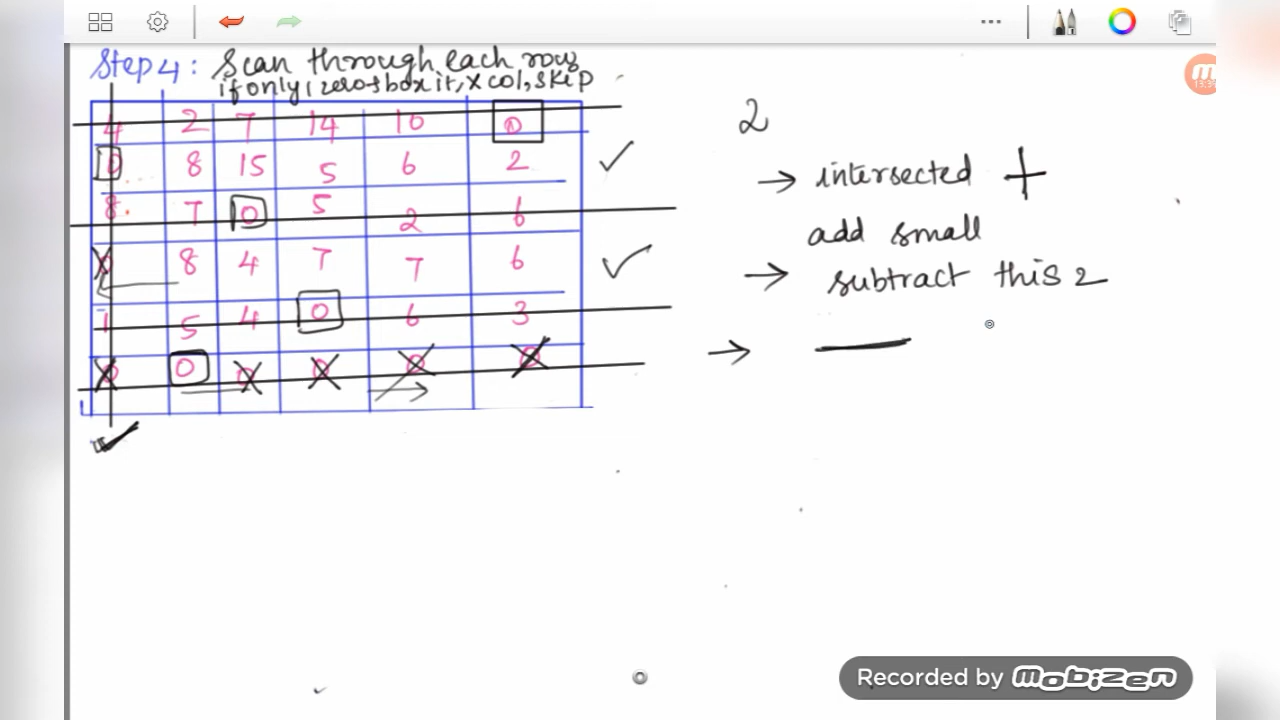 Step4: Scan through each row
if only 1 zero→box it, X col, skip
4 2 7 14 10 0
0 8 15 5 6 2
8 7 0 5 2 6
0 8 4 7 7 6
1 5 4 0 6 3
0 0 0 0 0 0
2
→ intersected +
add small
→ subtract this 2
→
Recorded by
mobizen